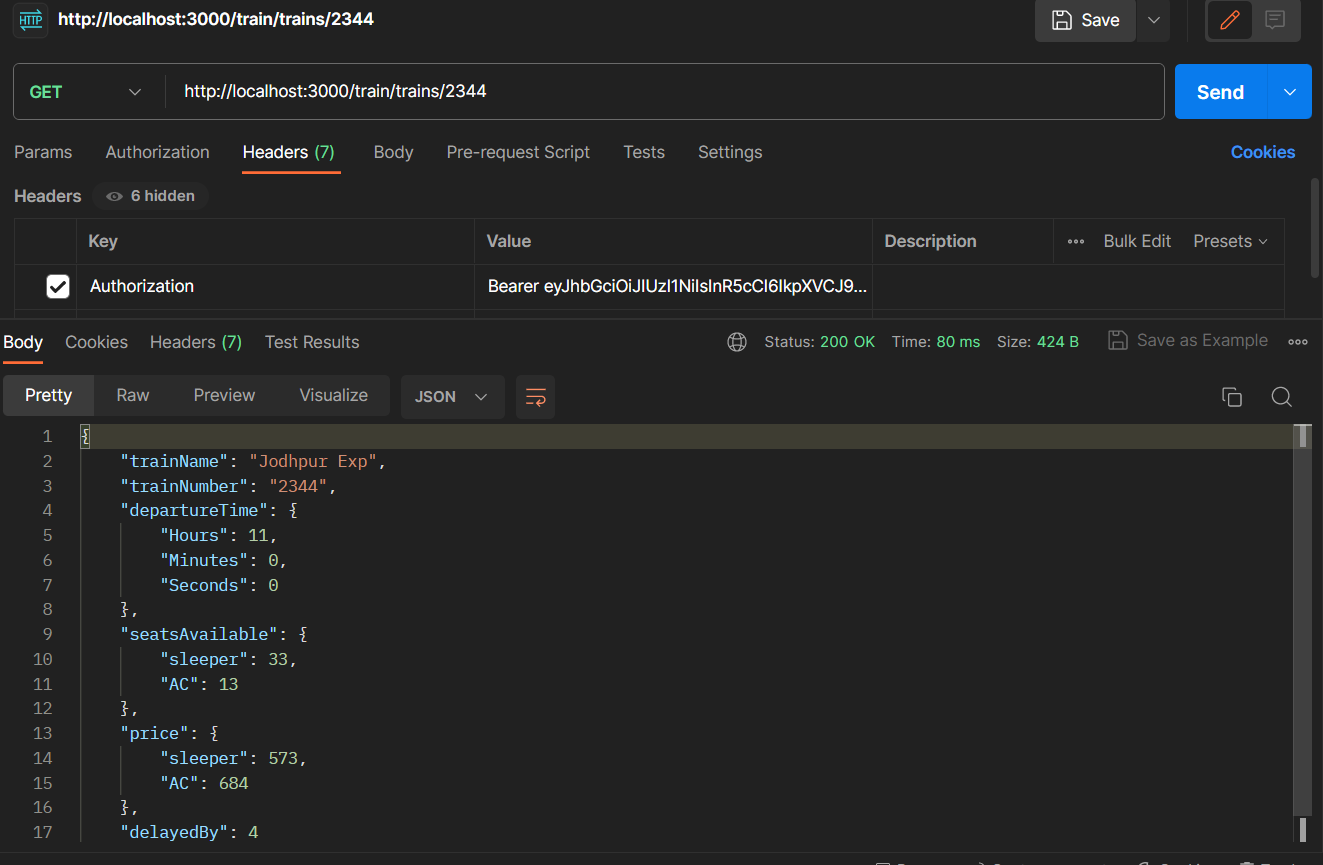 HTTP http://localhost:3000/train/trains/2344 Save
GET http://localhost:3000/train/trains/2344 Send
Params Authorization Headers (7) Body Pre-request Script Tests Settings Cookies
Headers 6 hidden
Key Value Description ••• Bulk Edit Presets
Authorization Bearer eyJhbGciOiJIUzI1NiIsInR5cCI6IkpXVCJ9...
Body Cookies Headers (7) Test Results Status: 200 OK Time: 80 ms Size: 424 B Save as Example
Pretty Raw Preview Visualize JSON
1 {
2 "trainName": "Jodhpur Exp",
3 "trainNumber": "2344",
4 "departureTime": {
5 "Hours": 11,
6 "Minutes": 0,
7 "Seconds": 0
8 },
9 "seatsAvailable": {
10 "sleeper": 33,
11 "AC": 13
12 },
13 "price": {
14 "sleeper": 573,
15 "AC": 684
16 },
17 "delayedBy": 4